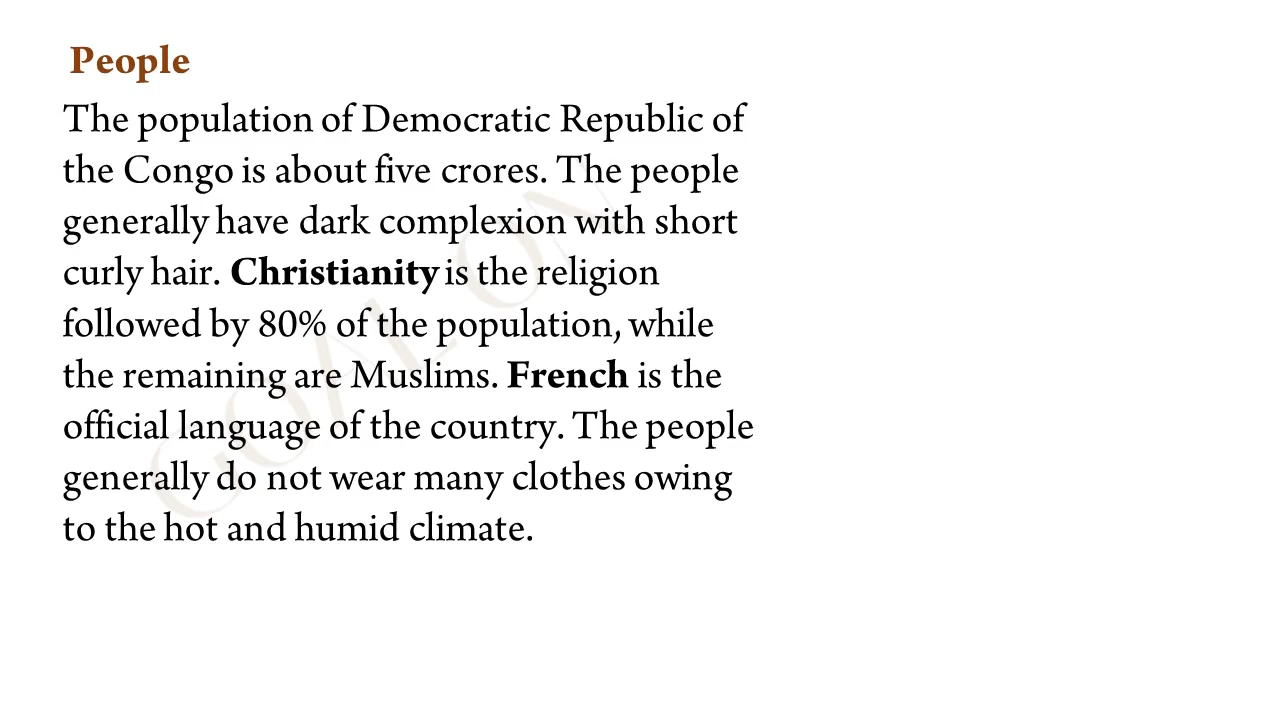 People
The population of Democratic Republic of
the Congo is about five crores. The people
generally have dark complexion with short
curly hair. Christianity is the religion
followed by 80% of the population, while
the remaining are Muslims. French is the
official language of the country. The people
generally do not wear many clothes owing
to the hot and humid climate.
GOAL ON